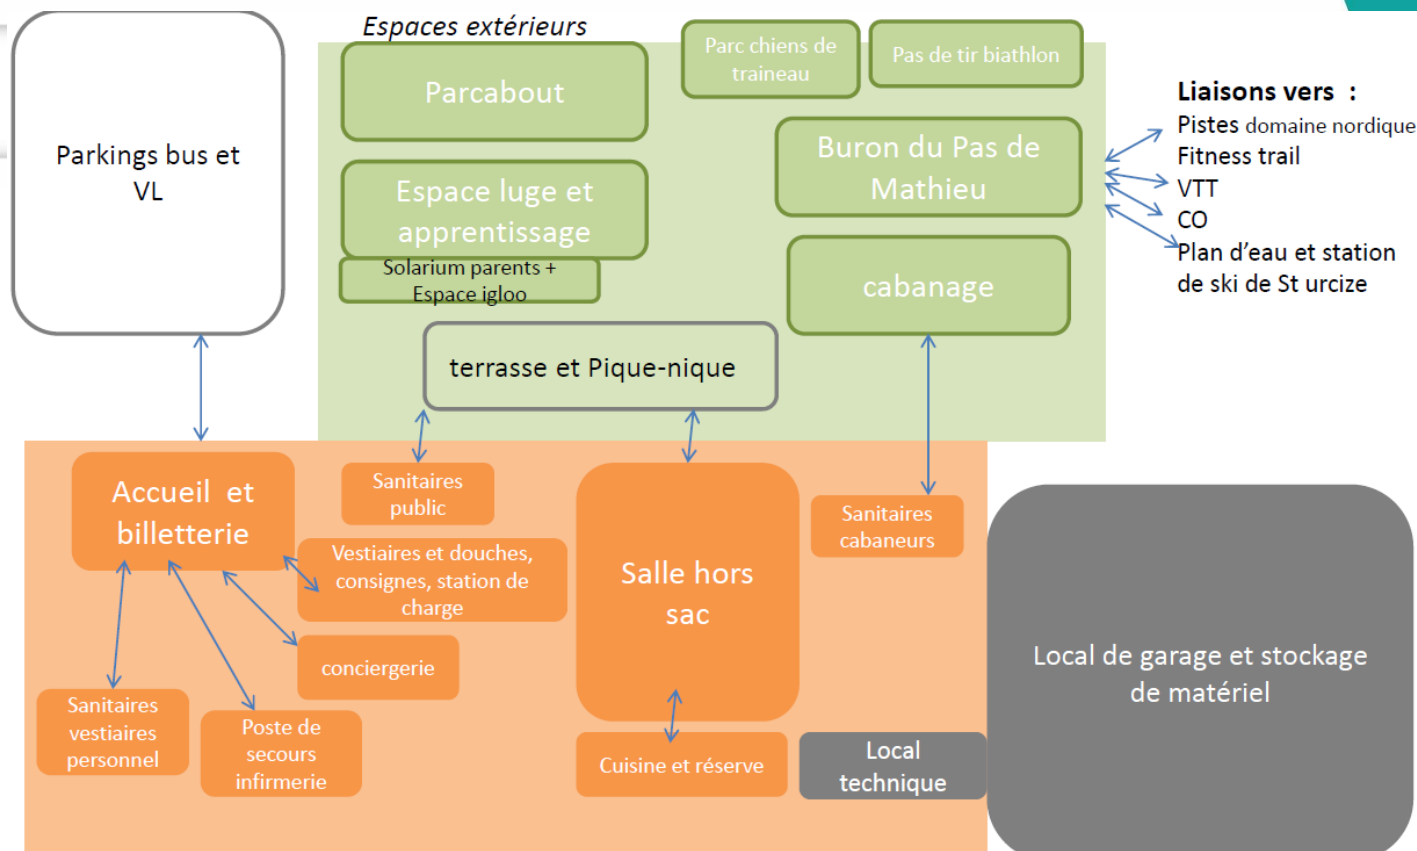 Espaces extérieurs
Parkings bus et
VL
Parcabout
Parc chiens de
traineau
Pas de tir biathlon
Espace luge et
apprentissage
Solarium parents +
Espace igloo
Buron du Pas de
Mathieu
cabanage
terrasse et Pique-nique
Liaisons vers :
Pistes domaine nordique
Fitness trail
VTT
CO
Plan d’eau et station
de ski de St urcize
Accueil et
billetterie
Sanitaires
public
Vestiaires et douches,
consignes, station de
charge
conciergerie
Sanitaires
vestiaires
personnel
Poste de
secours
infirmerie
Salle hors
sac
Cuisine et réserve
Sanitaires
cabaneurs
Local
technique
Local de garage et stockage
de matériel